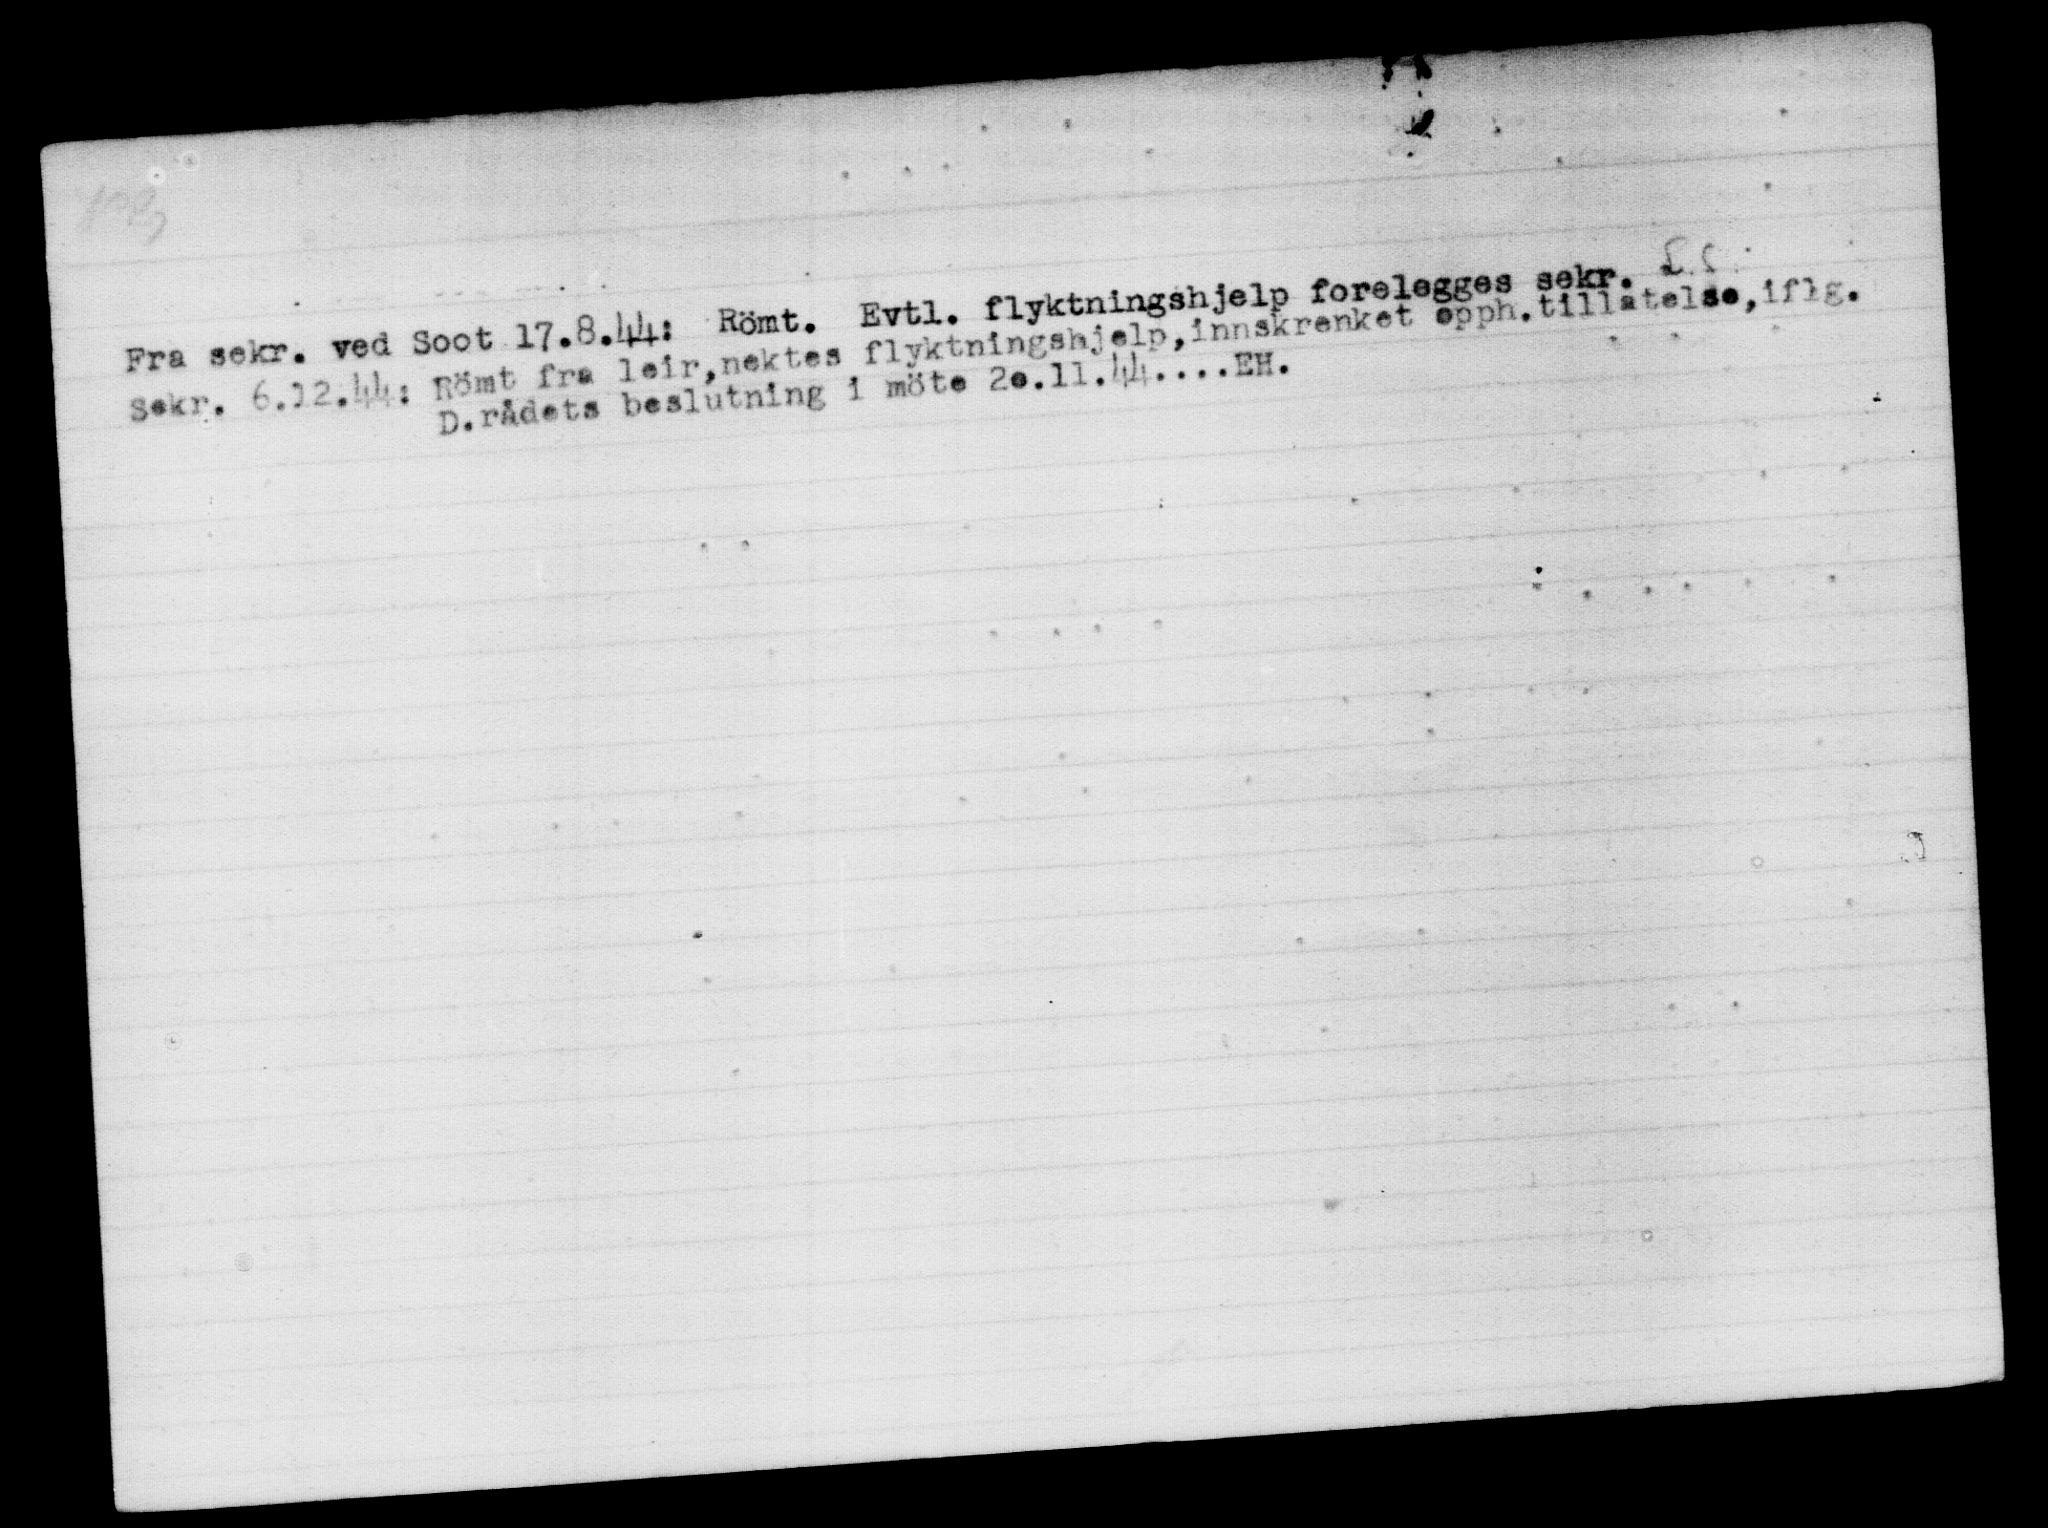 Fra sekr. ved Soot 17.8.44: Römt. Evtl. flyktningshjelp forelegges sekr.
Sekr. 6.12.44: Römt fra leir,nektes flyktningshjelp,innskrenket opph.tillatelse,iflg.
D.rådets beslutning i möte 2o.11.44....EH.